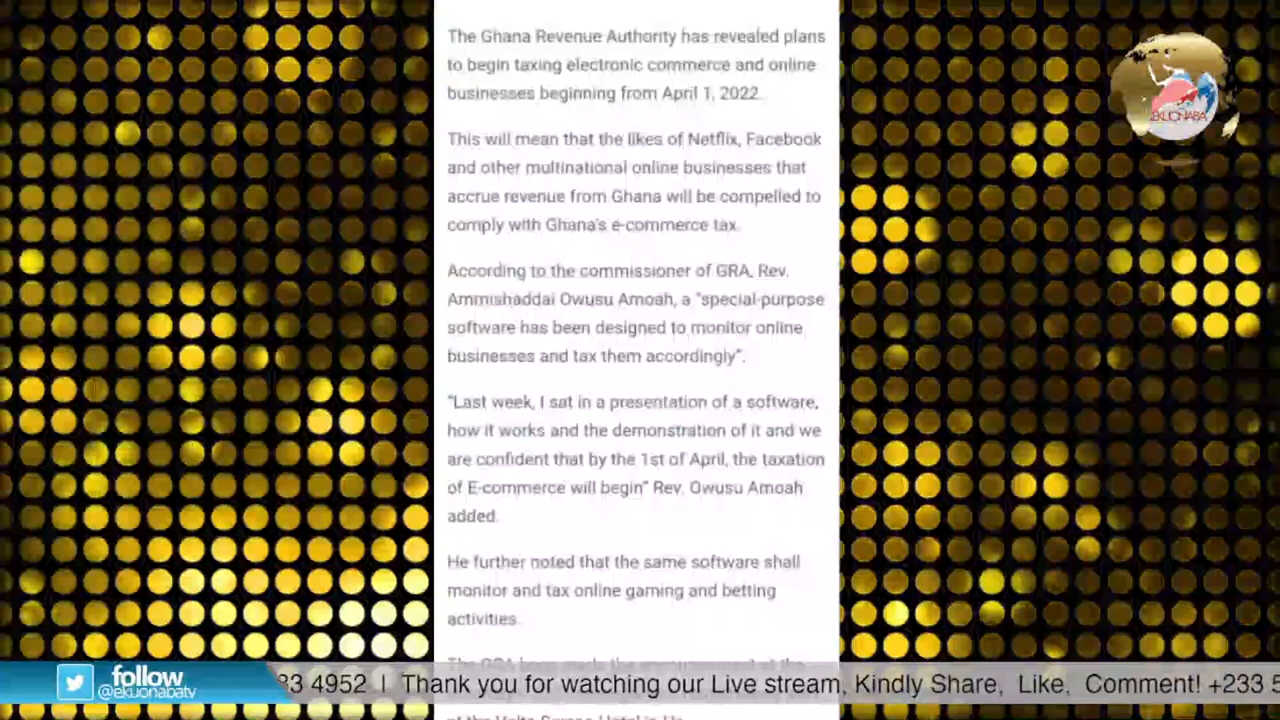 The Ghana Revenue Authority has revealed plans
to begin taxing electronic commerce and online
businesses beginning from April 1, 2022.
This will mean that the likes of Netflix, Facebook
and other multinational online businesses that
accrue revenue from Ghana will be compelled to
comply with Ghana's e-commerce tax.
According to the commissioner of GRA, Rev.
Ammishaddai Owusu Amoah, a "special-purpose
software has been designed to monitor online
businesses and tax them accordingly".
"Last week, I sat in a presentation of a software,
how it works and the demonstration of it and we
are confident that by the 1st of April, the taxation
of E-commerce will begin" Rev. Owusu Amoah
added.
He further noted that the same software shall
monitor and tax online gaming and betting
activities.
EKUONABA
follow
@ekuonabatv
33 4952 | Thank you for watching our Live stream, Kindly Share, Like, Comment! +233 5